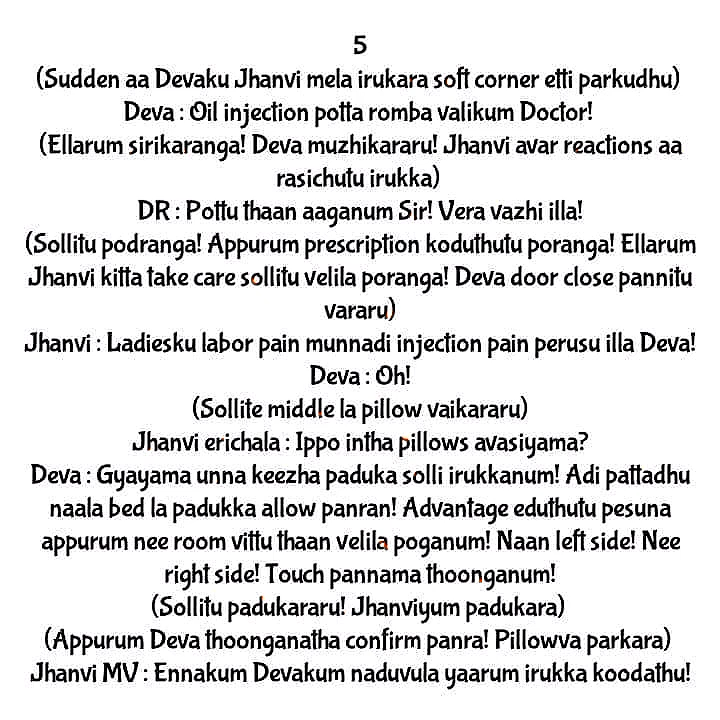 5
(Sudden aa Devaku Jhanvi mela irukara soft corner etti parkudhu)
Deva : Oil injection potta romba valikum Doctor!
(Ellarum sirikaranga! Deva muzhikararu! Jhanvi avar reactions aa
rasichutu irukka)
DR : Pottu thaan aaganum Sir! Vera vazhi illa!
(Sollitu podranga! Appurum prescription koduthutu poranga! Ellarum
Jhanvi kitta take care sollitu velila poranga! Deva door close pannitu
vararu)
Jhanvi : Ladiesku labor pain munnadi injection pain perusu illa Deva!
Deva : Oh!
(Sollite middle la pillow vaikararu)
Jhanvi erichala : Ippo intha pillows avasiyama?
Deva : Gyayama unna keezha paduka solli irukkanum! Adi pattadhu
naala bed la padukka allow panran! Advantage eduthutu pesuna
appurum nee room vittu thaan velila poganum! Naan left side! Nee
right side! Touch pannama thoonganum!
(Sollitu padukararu! Jhanviyum padukara)
(Appurum Deva thoonganatha confirm panra! Pillowva parkara)
Jhanvi MV : Ennakum Devakum naduvula yaarum irukka koodathu!